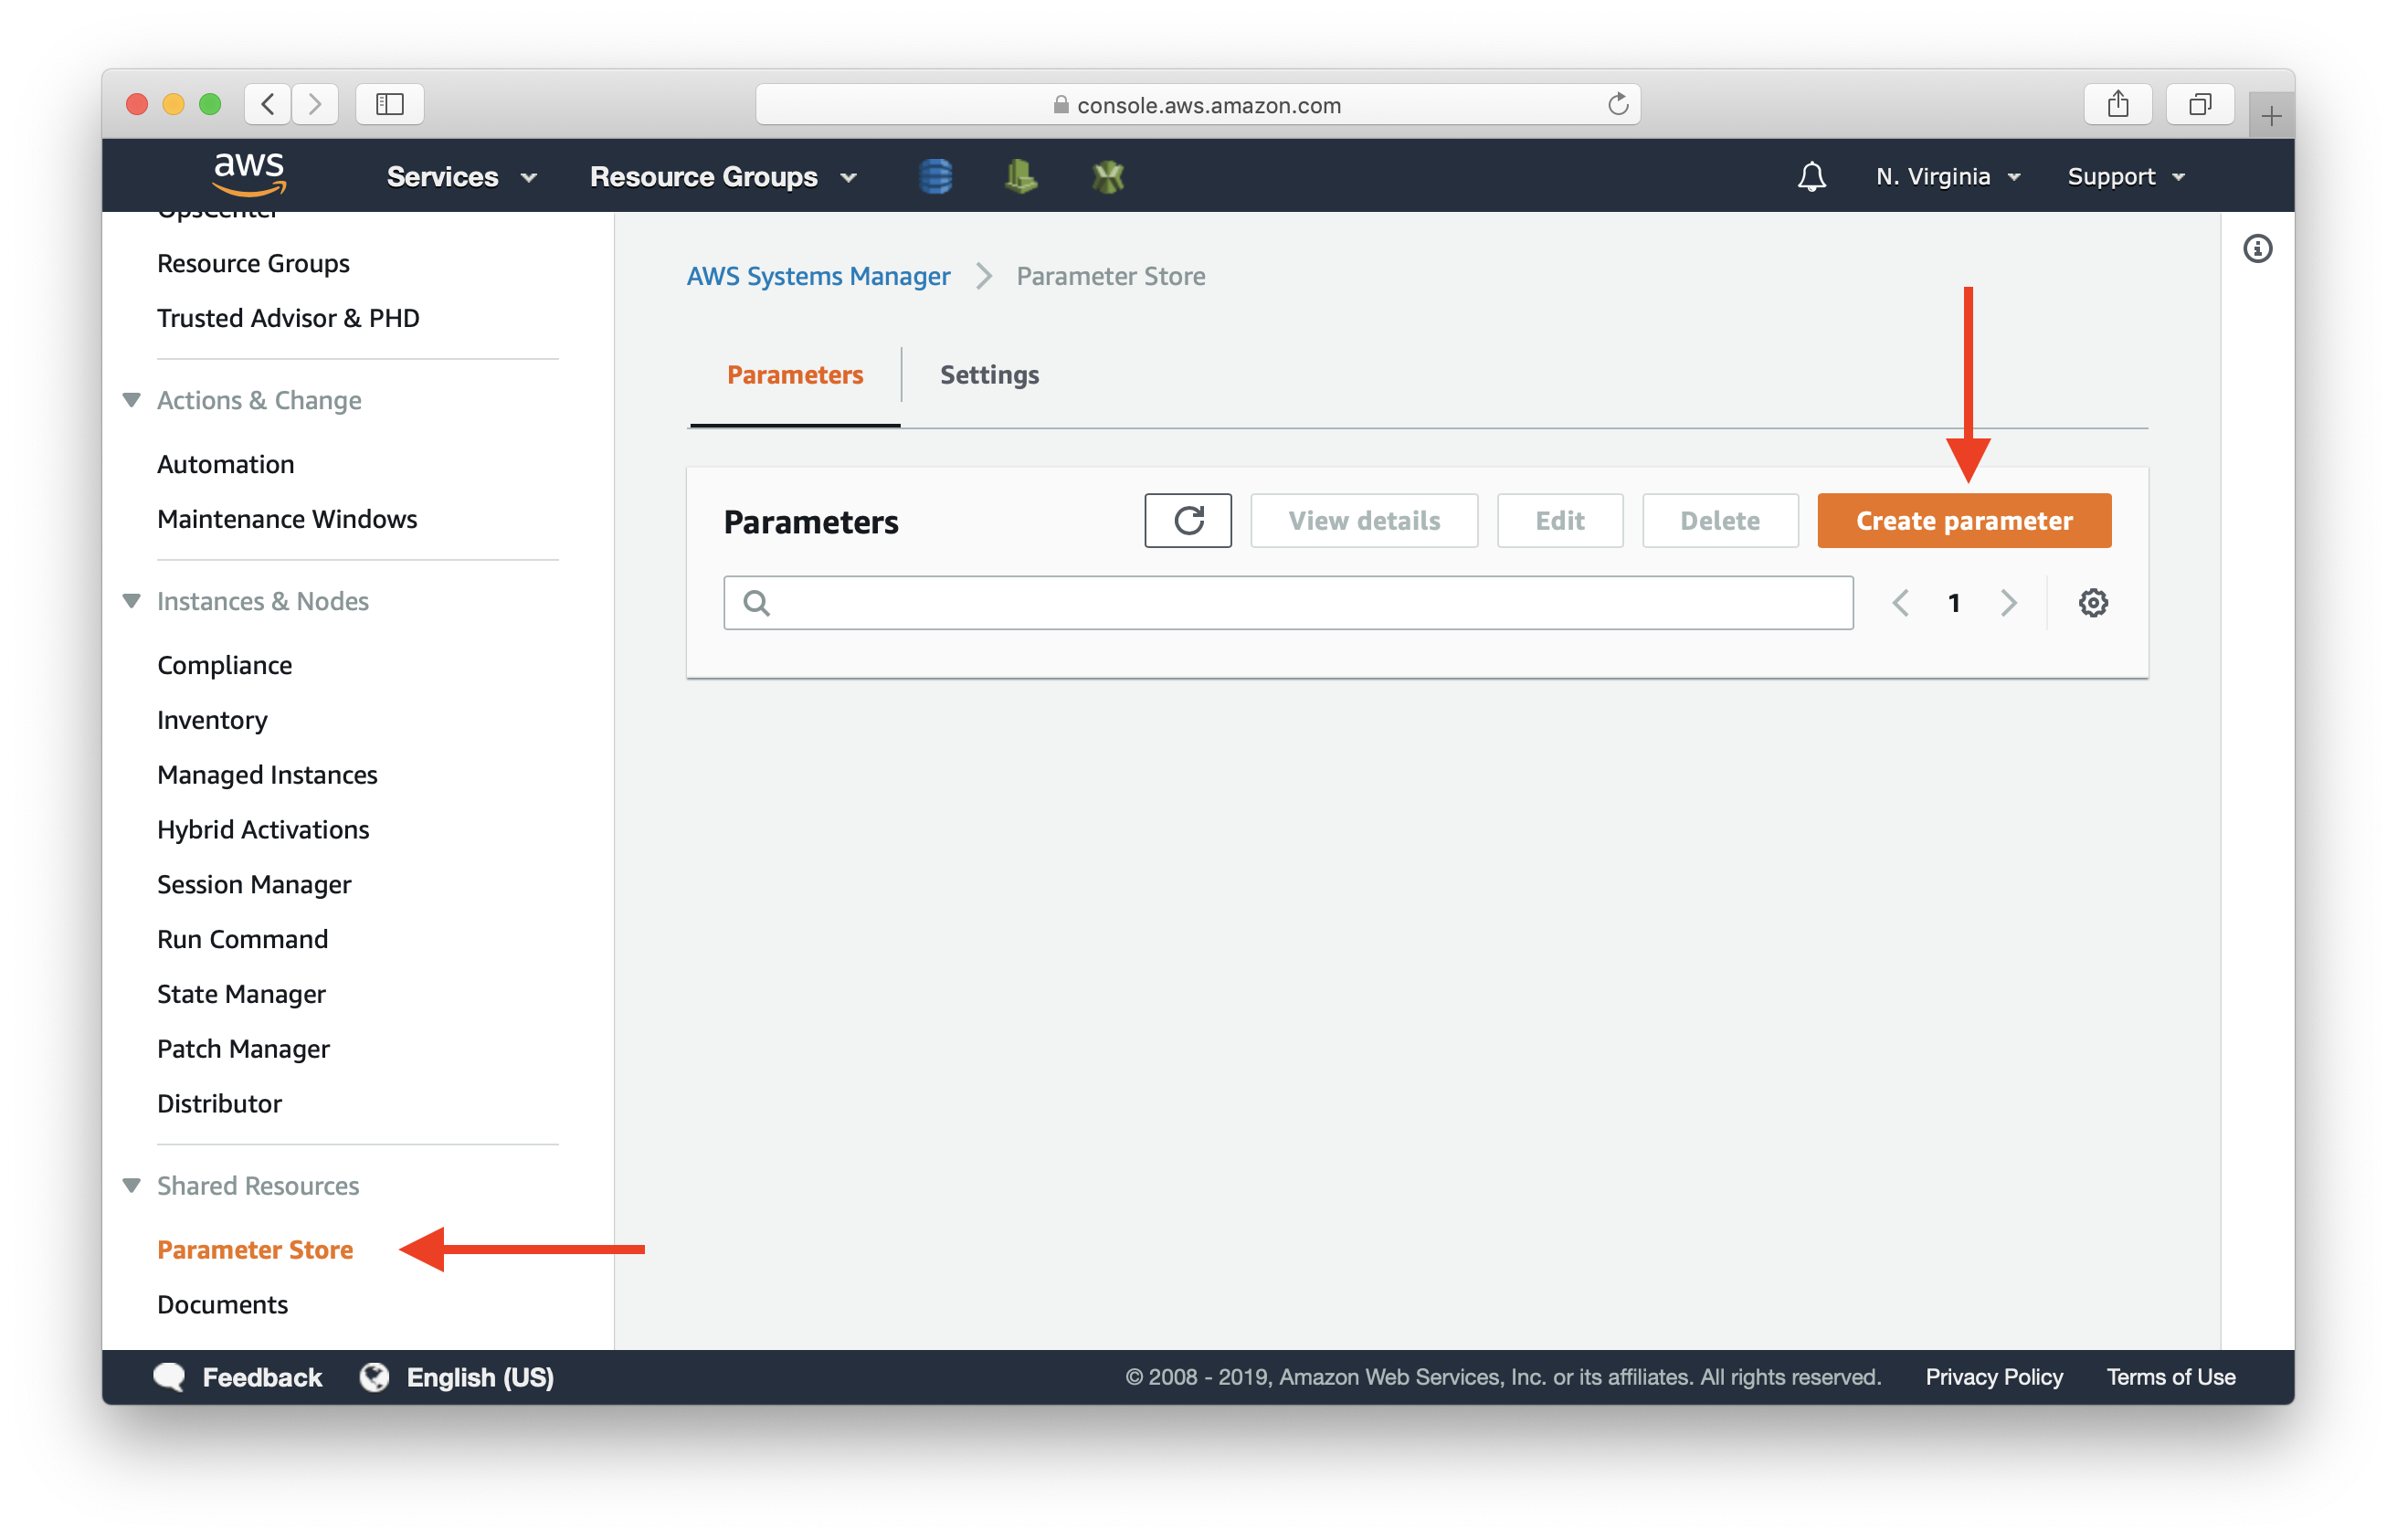 console.aws.amazon.com
aws Services Resource Groups N. Virginia Support
OpsCenter
Resource Groups
Trusted Advisor & PHD
Actions & Change
Automation
Maintenance Windows
Instances & Nodes
Compliance
Inventory
Managed Instances
Hybrid Activations
Session Manager
Run Command
State Manager
Patch Manager
Distributor
Shared Resources
Parameter Store
Documents
AWS Systems Manager Parameter Store
Parameters Settings
Parameters View details Edit Delete Create parameter
1
Feedback English (US) © 2008 - 2019, Amazon Web Services, Inc. or its affiliates. All rights reserved. Privacy Policy Terms of Use